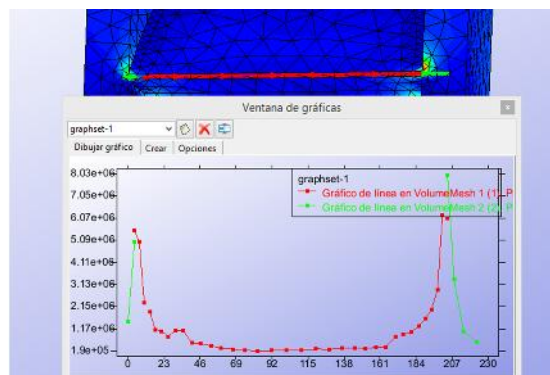 Ventana de gráficas
x
graphset-1
Dibujar gráfico Crear Opciones
graphset-1
Gráfico de línea en VolumeMesh 1 (1)_P
Gráfico de línea en VolumeMesh 2 (2)_P
8.03e+06
7.05e+06
6.07e+06
5.09e+06
4.11e+06
3.13e+06
2.15e+06
1.17e+06
1.9e+05
0 23 46 69 92 115 138 161 184 207 230